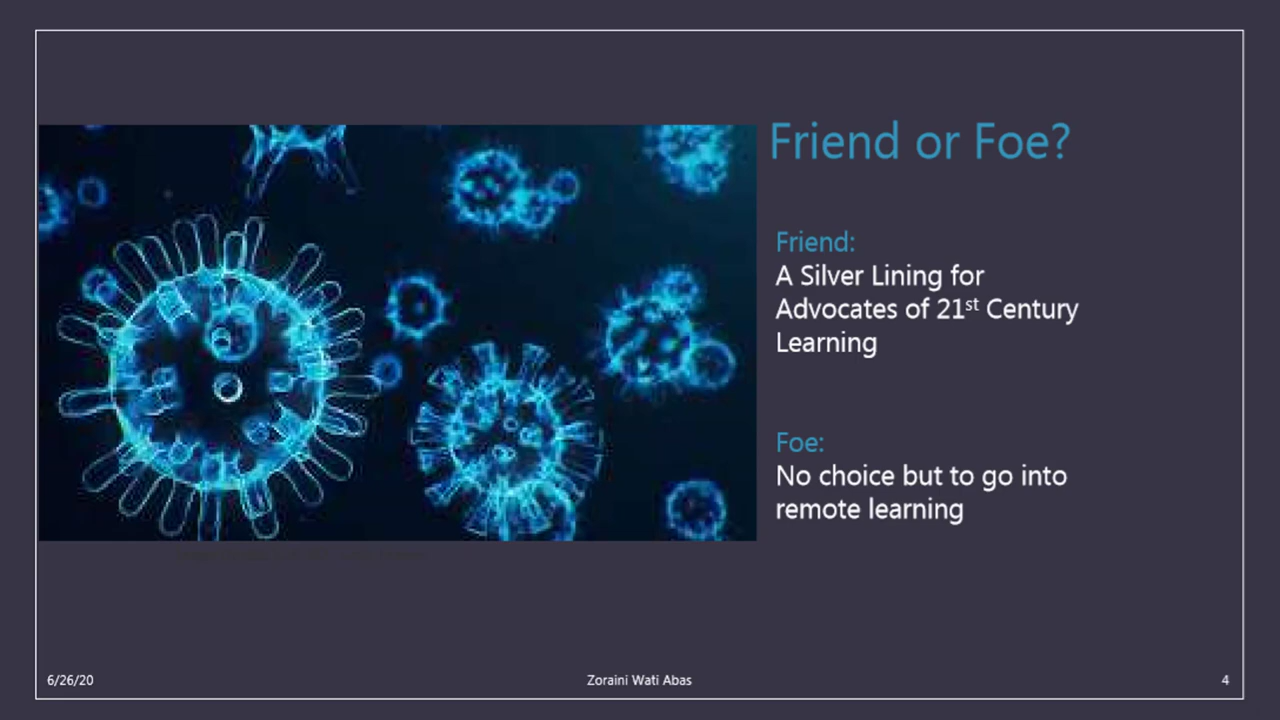 Friend or Foe?
Friend:
A Silver Lining for
Advocates of 21st Century
Learning
Foe:
No choice but to go into
remote learning
6/26/20
Zoraini Wati Abas
4